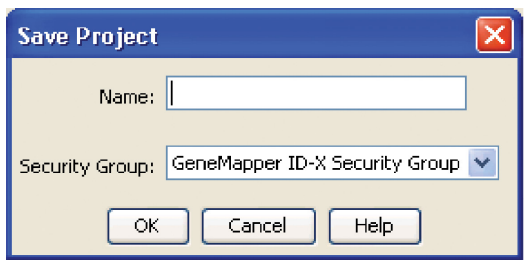 Save Project
Name:
Security Group: GeneMapper ID-X Security Group
OK Cancel Help